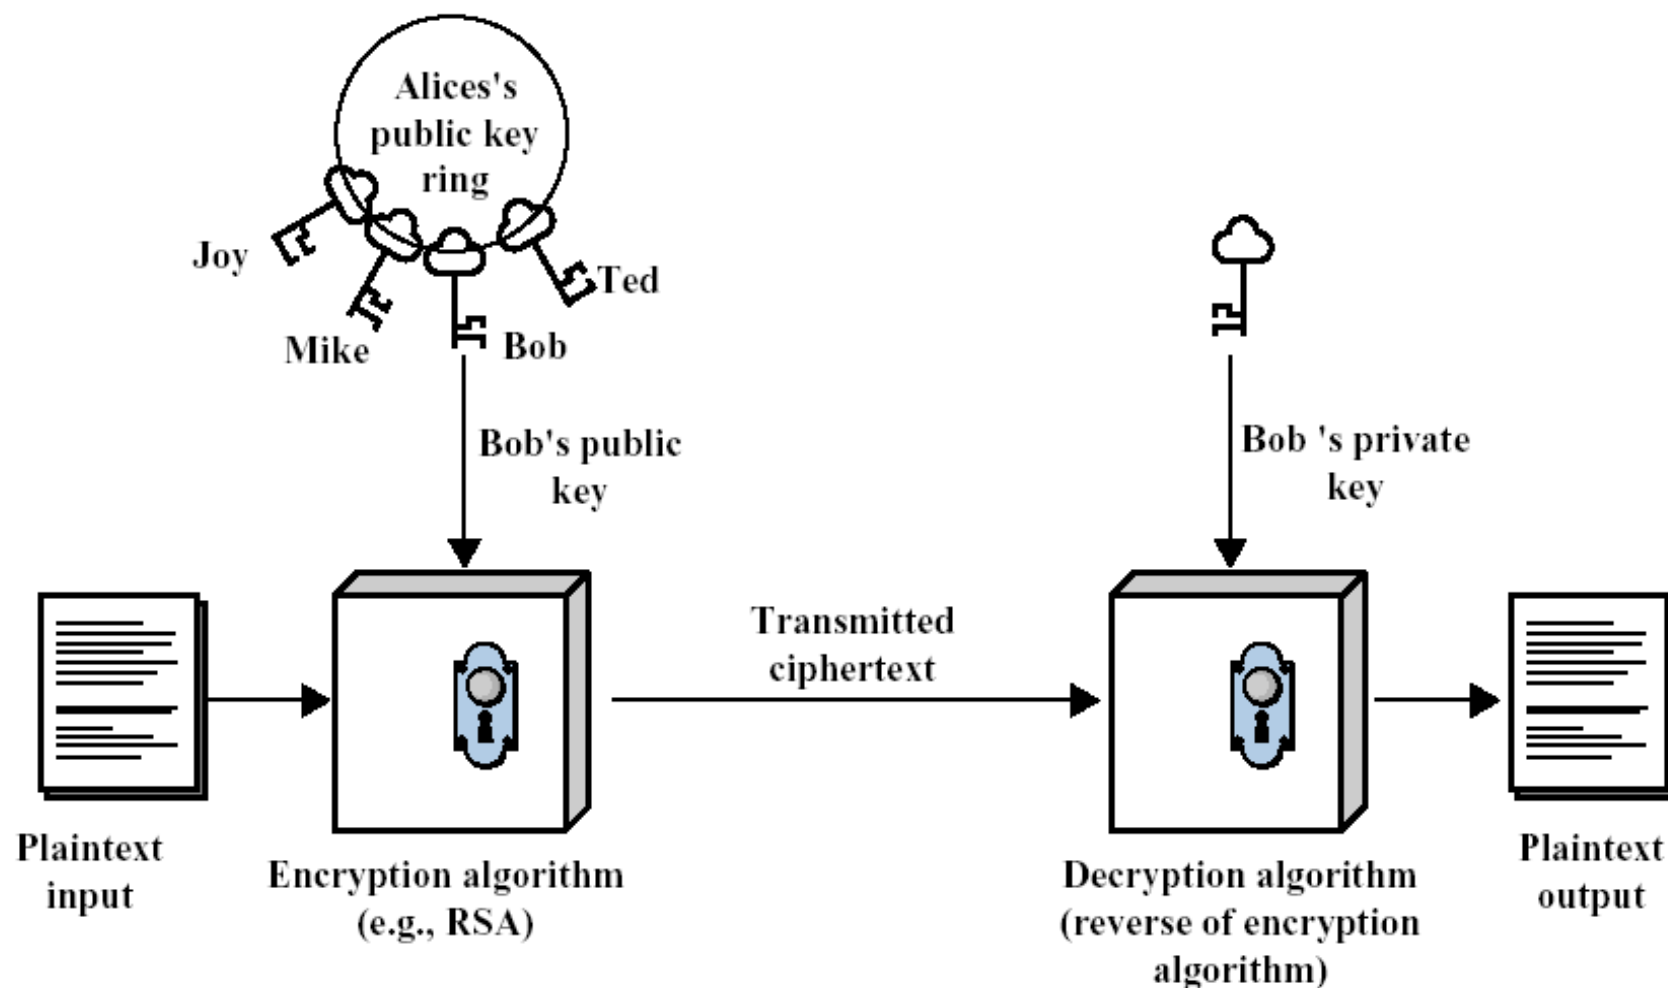 Alices's
public key
ring
Joy
Ted
Mike
Bob
Bob's public
key
Bob 's private
key
Transmitted
ciphertext
Plaintext
input
Encryption algorithm
(e.g., RSA)
Decryption algorithm
(reverse of encryption
algorithm)
Plaintext
output